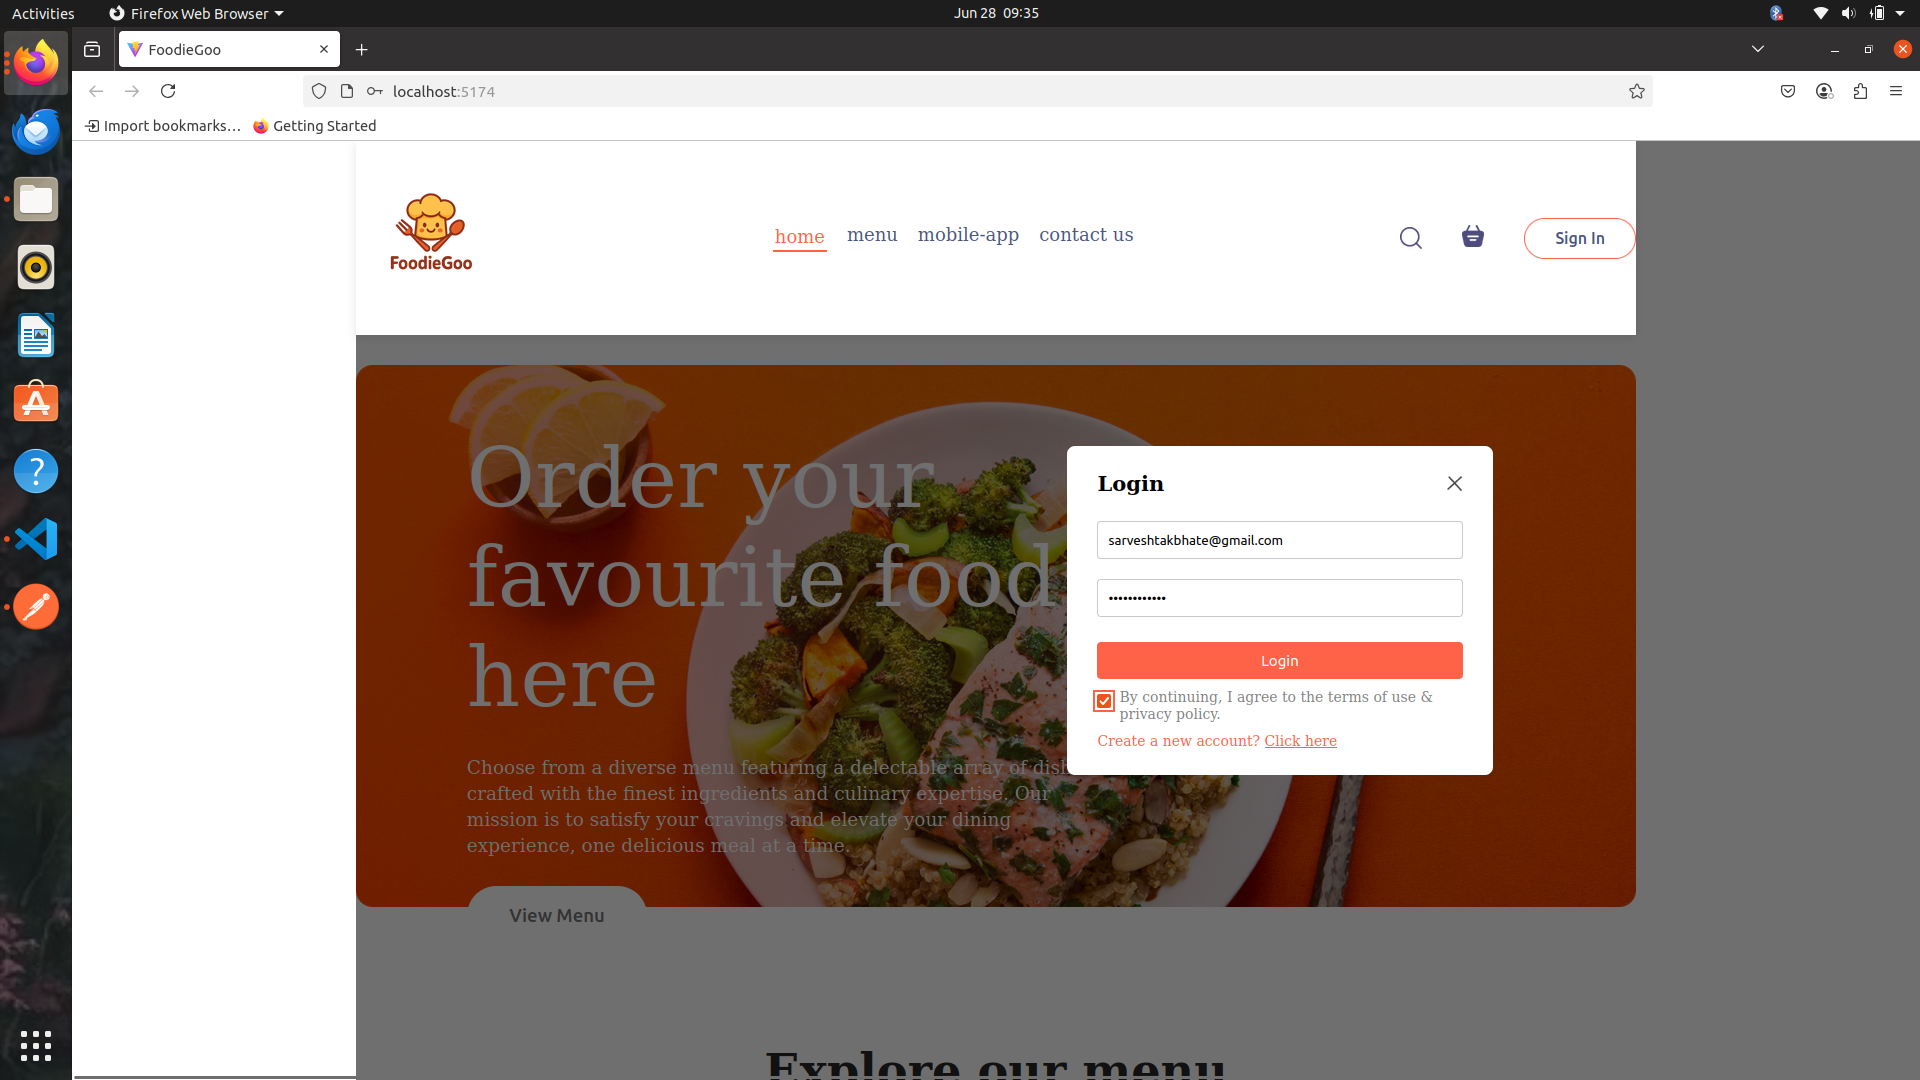 Activities
Firefox Web Browser
Jun 28 09:35
FoodieGoo
localhost:5174
Import bookmarks...
Getting Started
FoodieGoo
home
menu
mobile-app
contact us
Sign In
Order your
favourite food
here
Choose from a diverse menu featuring a delectable array of dish
crafted with the finest ingredients and culinary expertise. Our
mission is to satisfy your cravings and elevate your dining
experience, one delicious meal at a time.
View Menu
Login
sarveshtakbhate@gmail.com
••••••••••••
Login
By continuing, I agree to the terms of use &
privacy policy.
Create a new account? Click here
Explore our menu